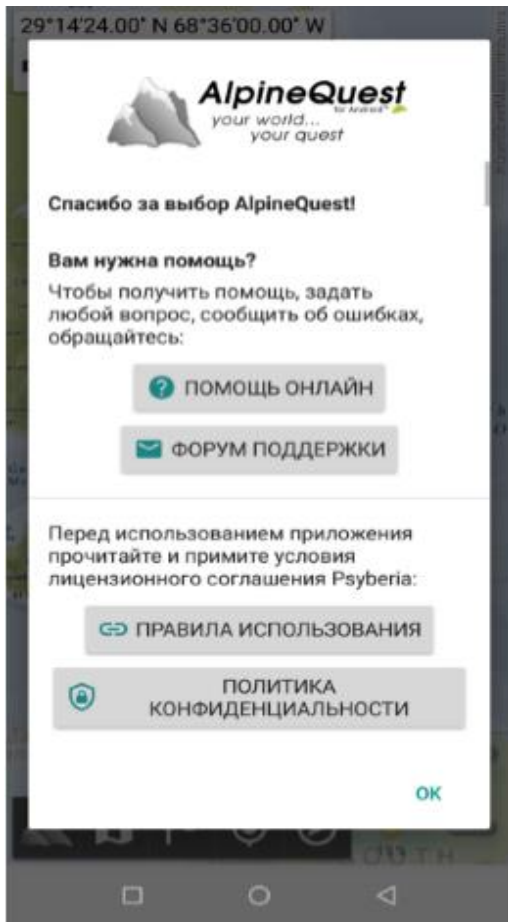 29°14'24.00" N 68°36'00.00" W
AlpineQuest
for Android™
your world...
your quest
Спасибо за выбор AlpineQuest!
Вам нужна помощь?
Чтобы получить помощь, задать
любой вопрос, сообщить об ошибках,
обращайтесь:
ПОМОЩЬ ОНЛАЙН
ФОРУМ ПОДДЕРЖКИ
Перед использованием приложения
прочитайте и примите условия
лицензионного соглашения Psyberia:
ПРАВИЛА ИСПОЛЬЗОВАНИЯ
ПОЛИТИКА
КОНФИДЕНЦИАЛЬНОСТИ
OK